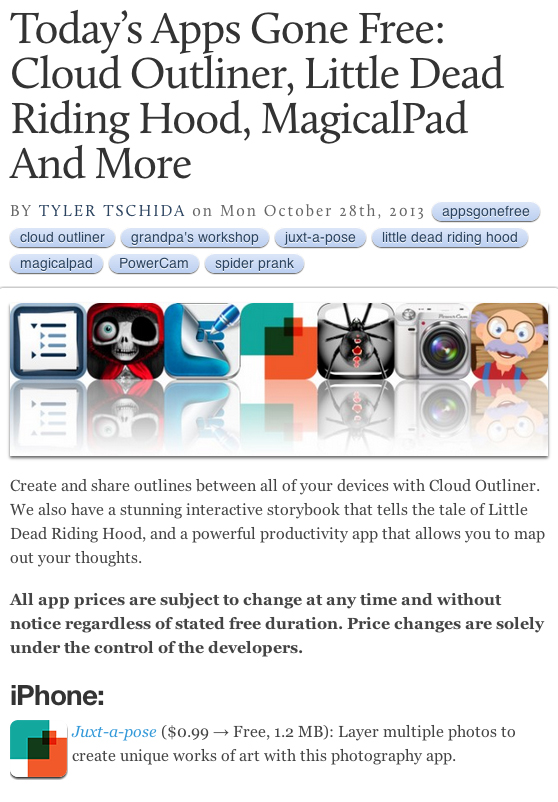 Today’s Apps Gone Free:
Cloud Outliner, Little Dead
Riding Hood, MagicalPad
And More
BY TYLER TSCHIDA on Mon October 28th, 2013 appsgonefree
cloud outliner grandpa's workshop juxt-a-pose little dead riding hood
magicalpad PowerCam spider prank
Create and share outlines between all of your devices with Cloud Outliner.
We also have a stunning interactive storybook that tells the tale of Little
Dead Riding Hood, and a powerful productivity app that allows you to map
out your thoughts.
All app prices are subject to change at any time and without
notice regardless of stated free duration. Price changes are solely
under the control of the developers.
iPhone:
Juxt-a-pose ($0.99 → Free, 1.2 MB): Layer multiple photos to
create unique works of art with this photography app.